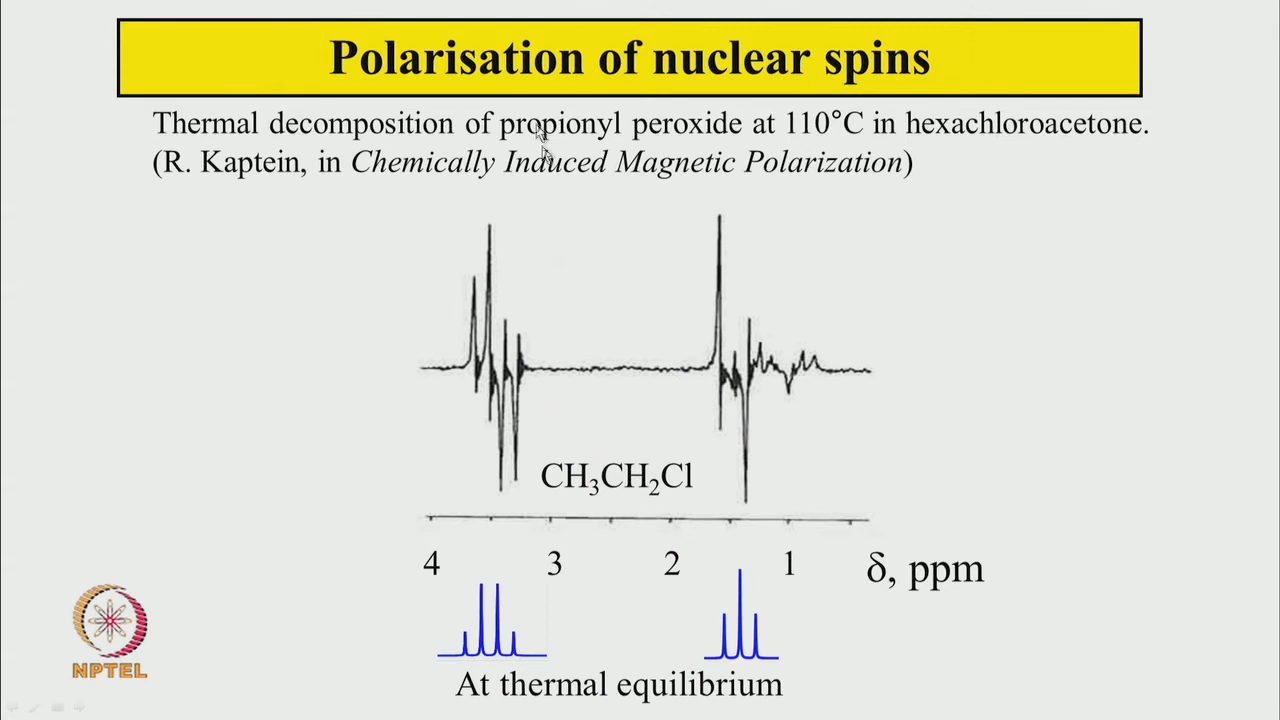 Polarisation of nuclear spins
Thermal decomposition of propionyl peroxide at 110°C in hexachloroacetone.
(R. Kaptein, in Chemically Induced Magnetic Polarization)
CH₃CH₂Cl
4 3 2 1 δ, ppm
NPTEL
At thermal equilibrium